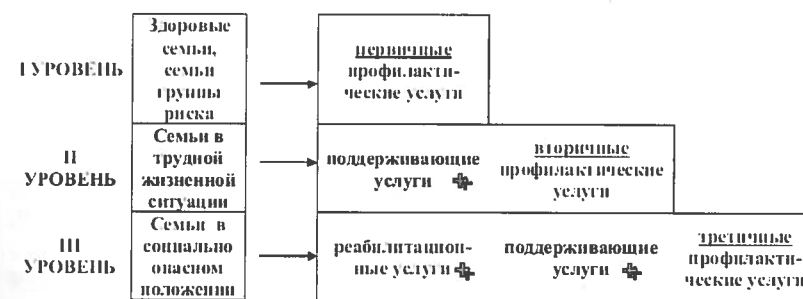 I УРОВЕНЬ
Здоровые
семьи,
семьи
группы
риска
первичные
профилакти-
ческие услуги
II
УРОВЕНЬ
Семьи в
трудной
жизненной
ситуации
поддерживающие
услуги +
вторичные
профилактические
услуги
III
УРОВЕНЬ
Семьи в
социально
опасном
положении
реабилитацион-
ные услуги +
поддерживающие
услуги +
третичные
профилакти-
ческие услуги